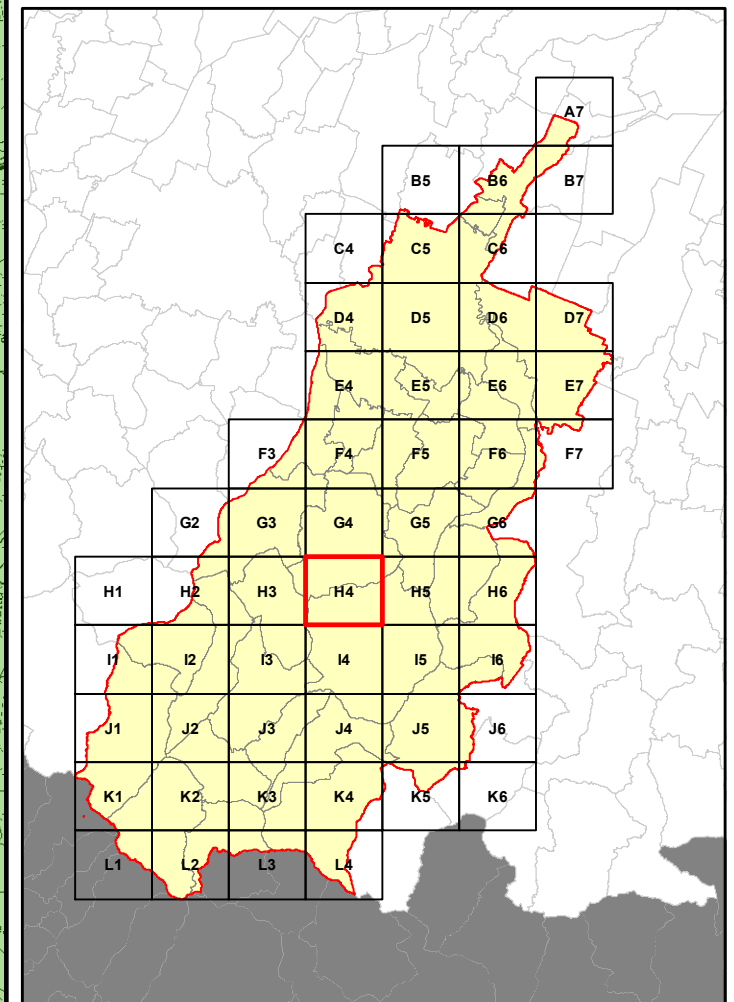 A7
B5 B6 B7
C4 C5 C6
D4 D5 D6 D7
E4 E5 E6 E7
F3 F4 F5 F6 F7
G2 G3 G4 G5 G6
H1 H2 H3 H4 H5 H6
I1 I2 I3 I4 I5 I6
J1 J2 J3 J4 J5 J6
K1 K2 K3 K4 K5 K6
L1 L2 L3 L4